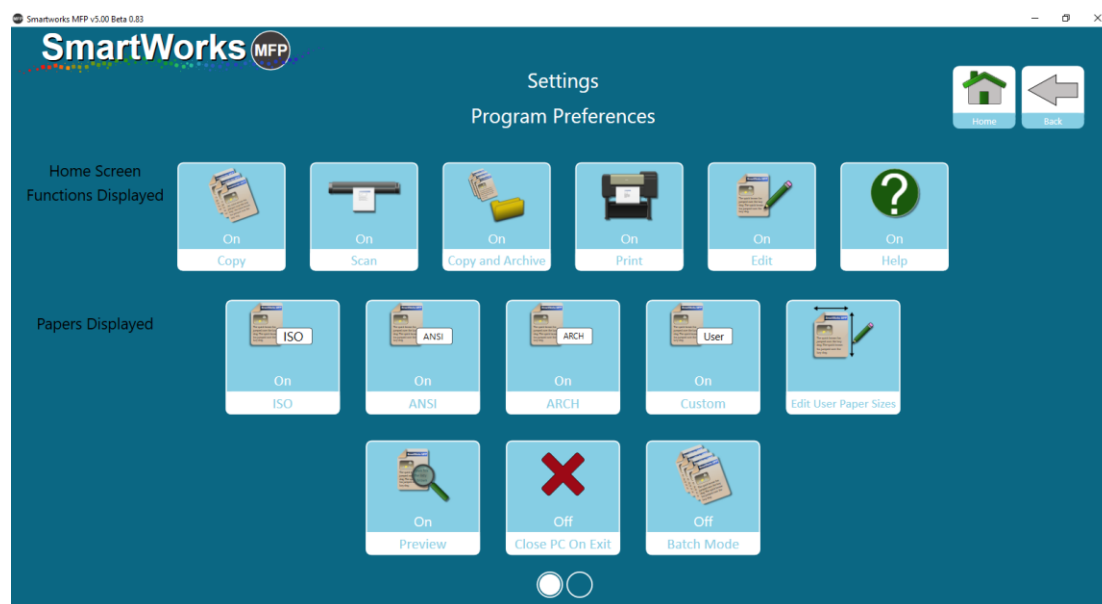 Smartworks MFP v5.00 Beta 0.83
SmartWorks MFP
Settings
Program Preferences
Home
Back
Home Screen
Functions Displayed
On
Copy
On
Scan
On
Copy and Archive
On
Print
On
Edit
?
On
Help
Papers Displayed
ISO
On
ISO
ANSI
On
ANSI
ARCH
On
ARCH
User
On
Custom
Edit User Paper Sizes
On
Preview
Off
Close PC On Exit
Off
Batch Mode